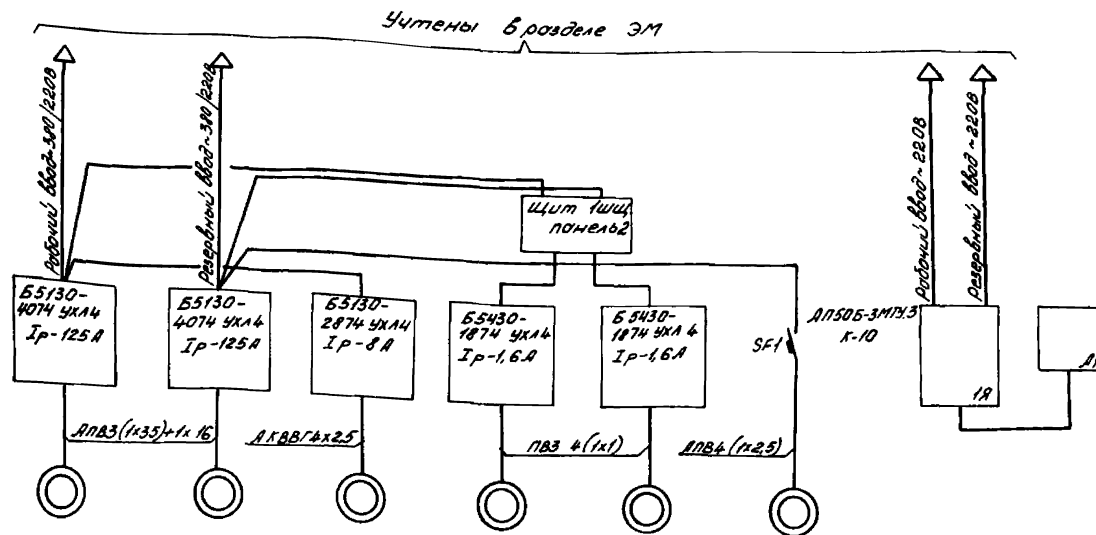 Учтены в разделе ЭМ
Рабочий ввод ~380/220В
Резервный ввод ~380/220В
Рабочий ввод ~220В
Резервный ввод ~220В
Щит 1ШЩ
панель2
Б5130-
4074 УХЛ4
Iр-125А
Б5130-
4074 УХЛ4
Iр-125А
Б5130-
2874 УХЛ4
Iр-8А
Б5430-
1874 УХЛ4
Iр-1,6А
Б5430-
1874 УХЛ4
Iр-1,6А
SF1
АП50Б-3МТУ3
К-10
1Я
АПВ3(1х35)+1х16
АКВВГ4х2,5
ПВ3 4(1х1)
АПВ4(1х2,5)